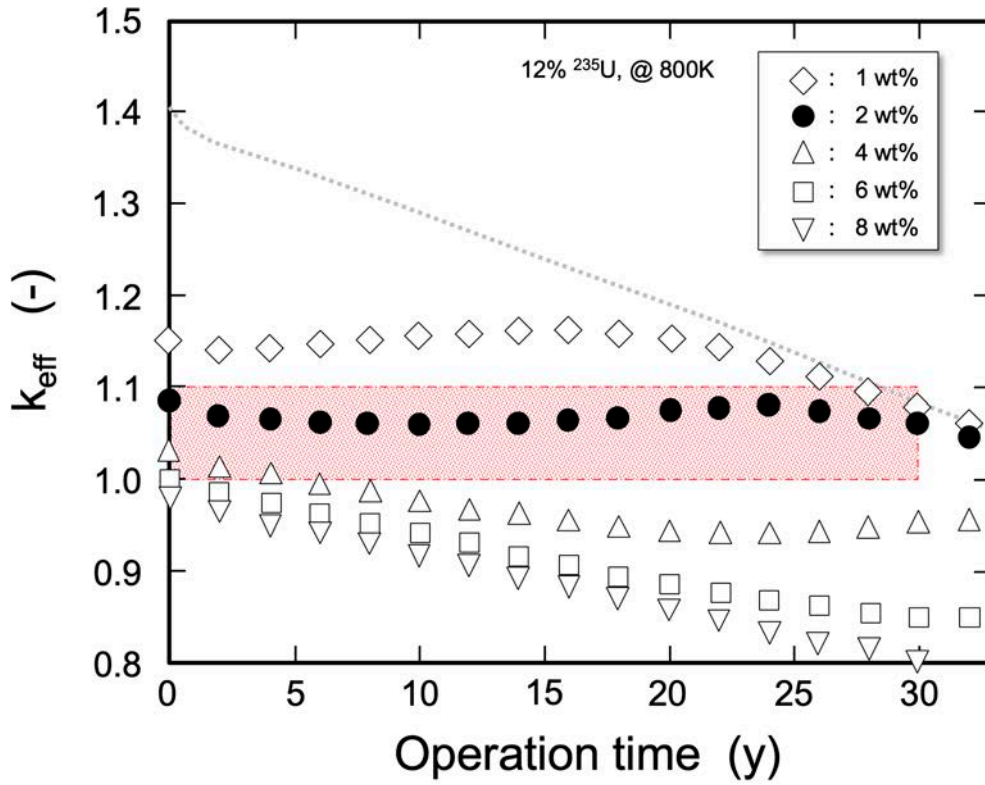 1.5
1.4
1.3
1.2
1.1
1.0
0.9
0.8
k_eff (-)
12% ²³⁵U, @ 800K
◇ : 1 wt%
● : 2 wt%
△ : 4 wt%
□ : 6 wt%
▽ : 8 wt%
0 5 10 15 20 25 30
Operation time (y)